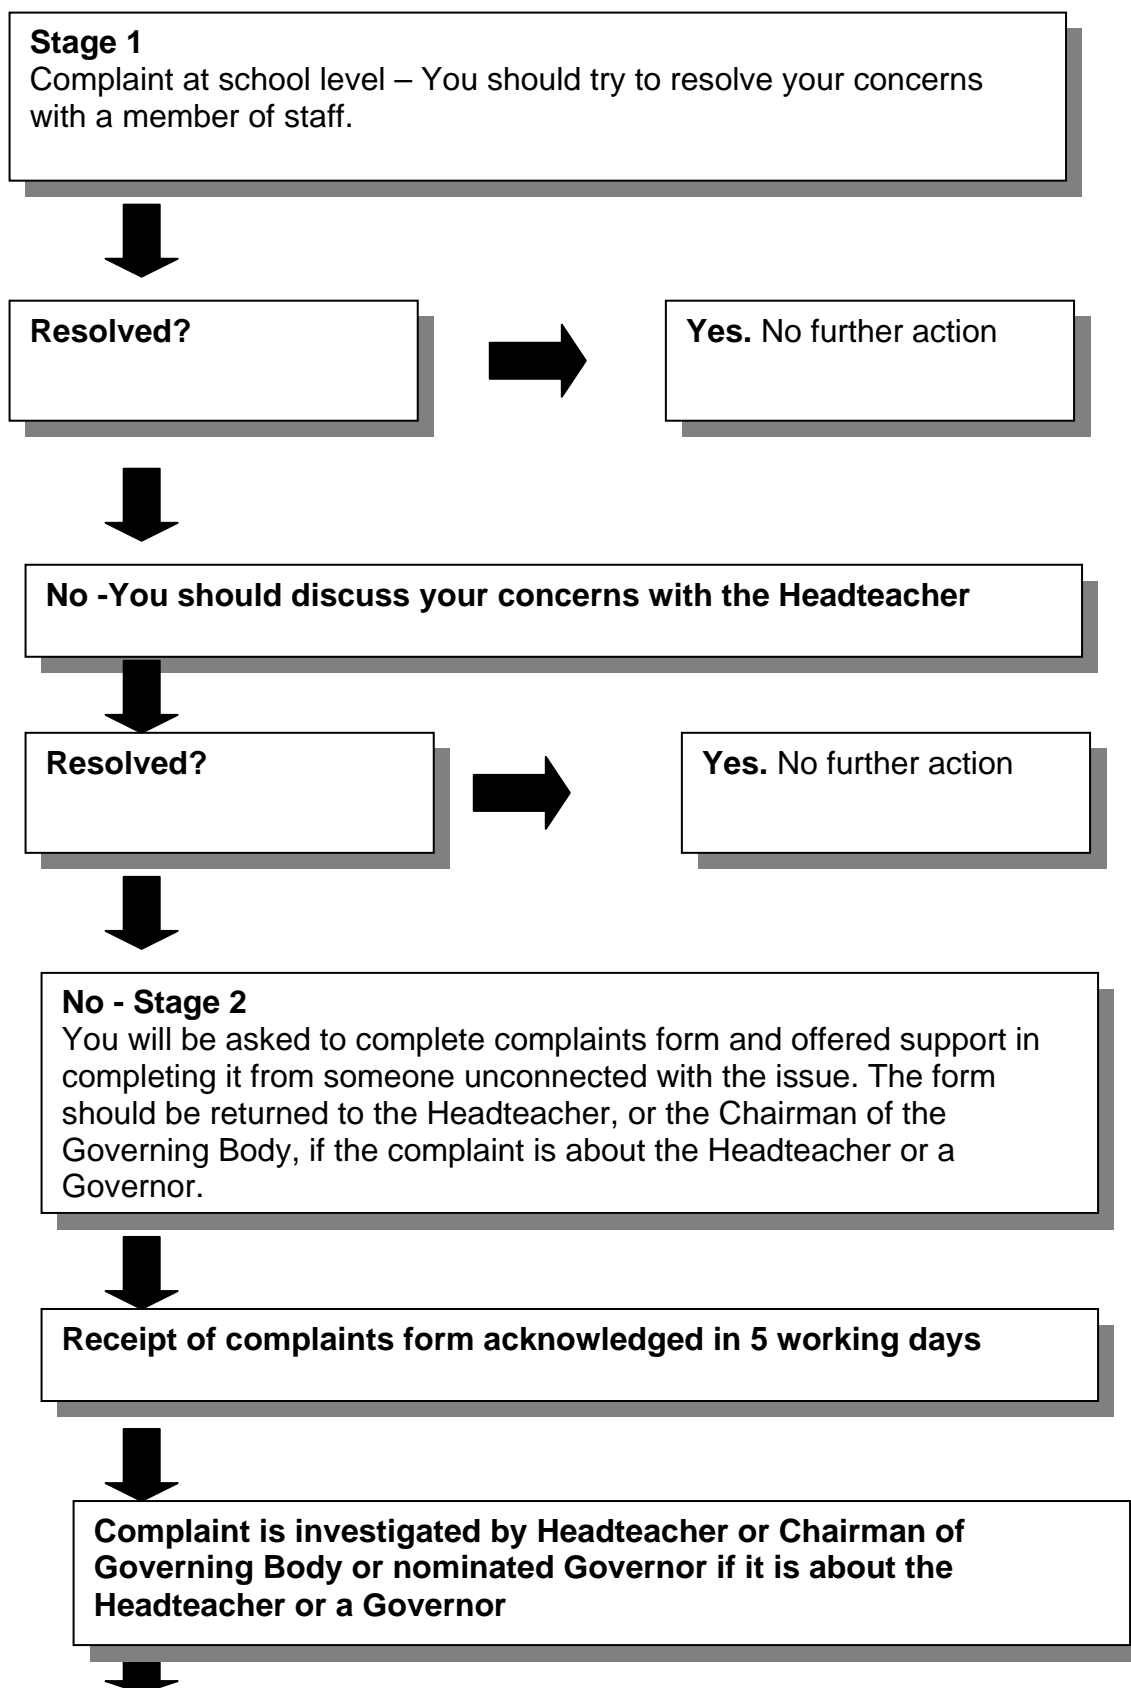 Stage 1
Complaint at school level – You should try to resolve your concerns
with a member of staff.
Resolved?
Yes. No further action
No -You should discuss your concerns with the Headteacher
Resolved?
Yes. No further action
No - Stage 2
You will be asked to complete complaints form and offered support in
completing it from someone unconnected with the issue. The form
should be returned to the Headteacher, or the Chairman of the
Governing Body, if the complaint is about the Headteacher or a
Governor.
Receipt of complaints form acknowledged in 5 working days
Complaint is investigated by Headteacher or Chairman of
Governing Body or nominated Governor if it is about the
Headteacher or a Governor